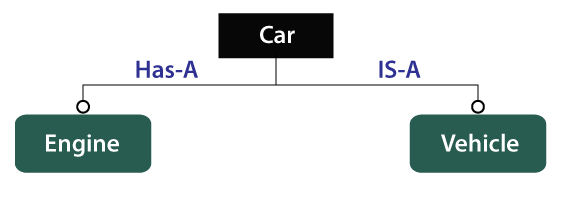 Car
Has-A
IS-A
Engine
Vehicle